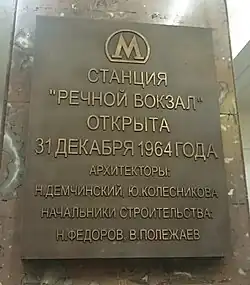 М
СТАНЦИЯ
"РЕЧНОЙ ВОКЗАЛ"
ОТКРЫТА
31 ДЕКАБРЯ 1964 ГОДА
АРХИТЕКТОРЫ:
Н.ДЕМЧИНСКИЙ, Ю.КОЛЕСНИКОВА
НАЧАЛЬНИКИ СТРОИТЕЛЬСТВА:
Н.ФЕДОРОВ, В.ПОЛЕЖАЕВ